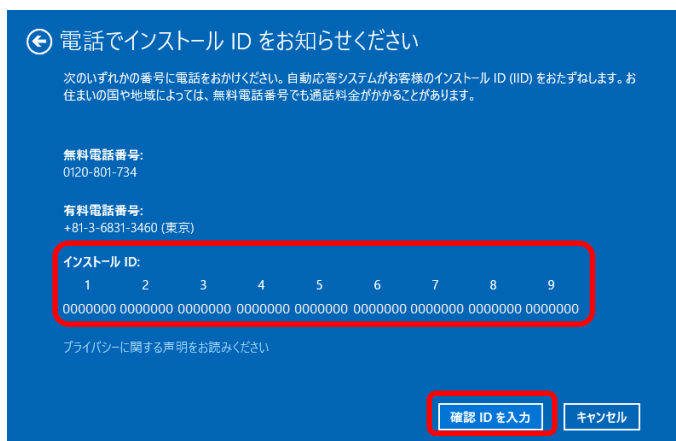 電話でインストール ID をお知らせください
次のいずれかの番号に電話をおかけください。自動応答システムがお客様のインストール ID (IID) をおたずねします。お
住まいの国や地域によっては、無料電話番号でも通話料金がかかることがあります。
無料電話番号:
0120-801-734
有料電話番号:
+81-3-6831-3460 (東京)
インストール ID:
1 2 3 4 5 6 7 8 9
0000000 0000000 0000000 0000000 0000000 0000000 0000000 0000000 0000000
プライバシーに関する声明をお読みください
確認 ID を入力 キャンセル